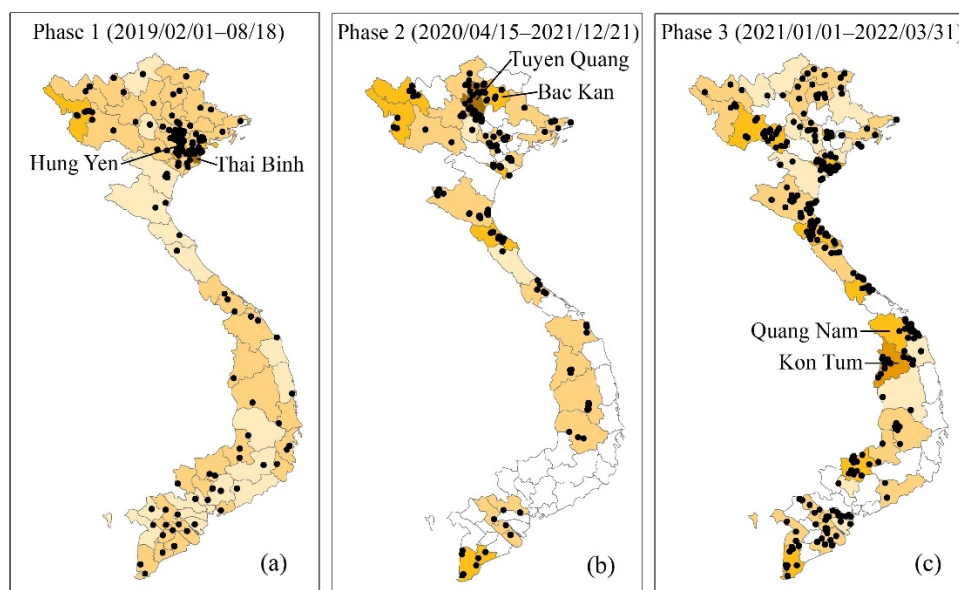 Phase 1 (2019/02/01–08/18)
Hung Yen
Thai Binh
(a)
Phase 2 (2020/04/15–2021/12/21)
Tuyen Quang
Bac Kan
(b)
Phase 3 (2021/01/01–2022/03/31)
Quang Nam
Kon Tum
(c)